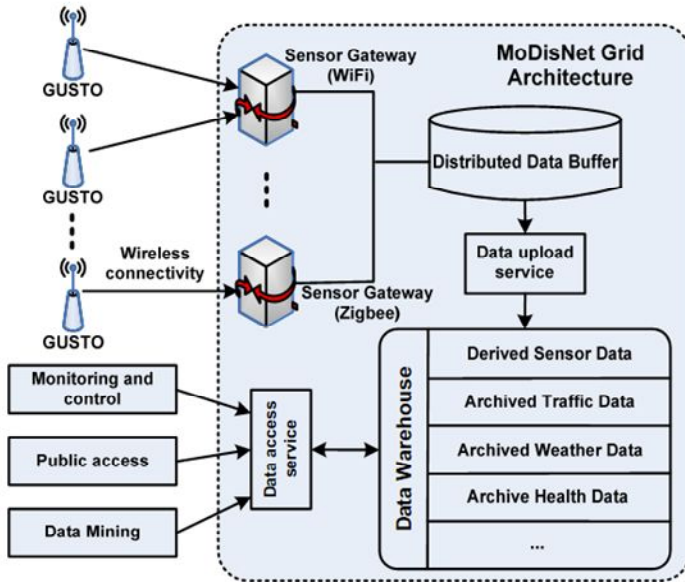 MoDisNet Grid
Architecture
Sensor Gateway
(WiFi)
GUSTO
Distributed Data Buffer
GUSTO
Wireless
connectivity
Data upload
service
Sensor Gateway
(Zigbee)
GUSTO
Monitoring and
control
Public access
Data Mining
Data access
service
Data Warehouse
Derived Sensor Data
Archived Traffic Data
Archived Weather Data
Archive Health Data
...